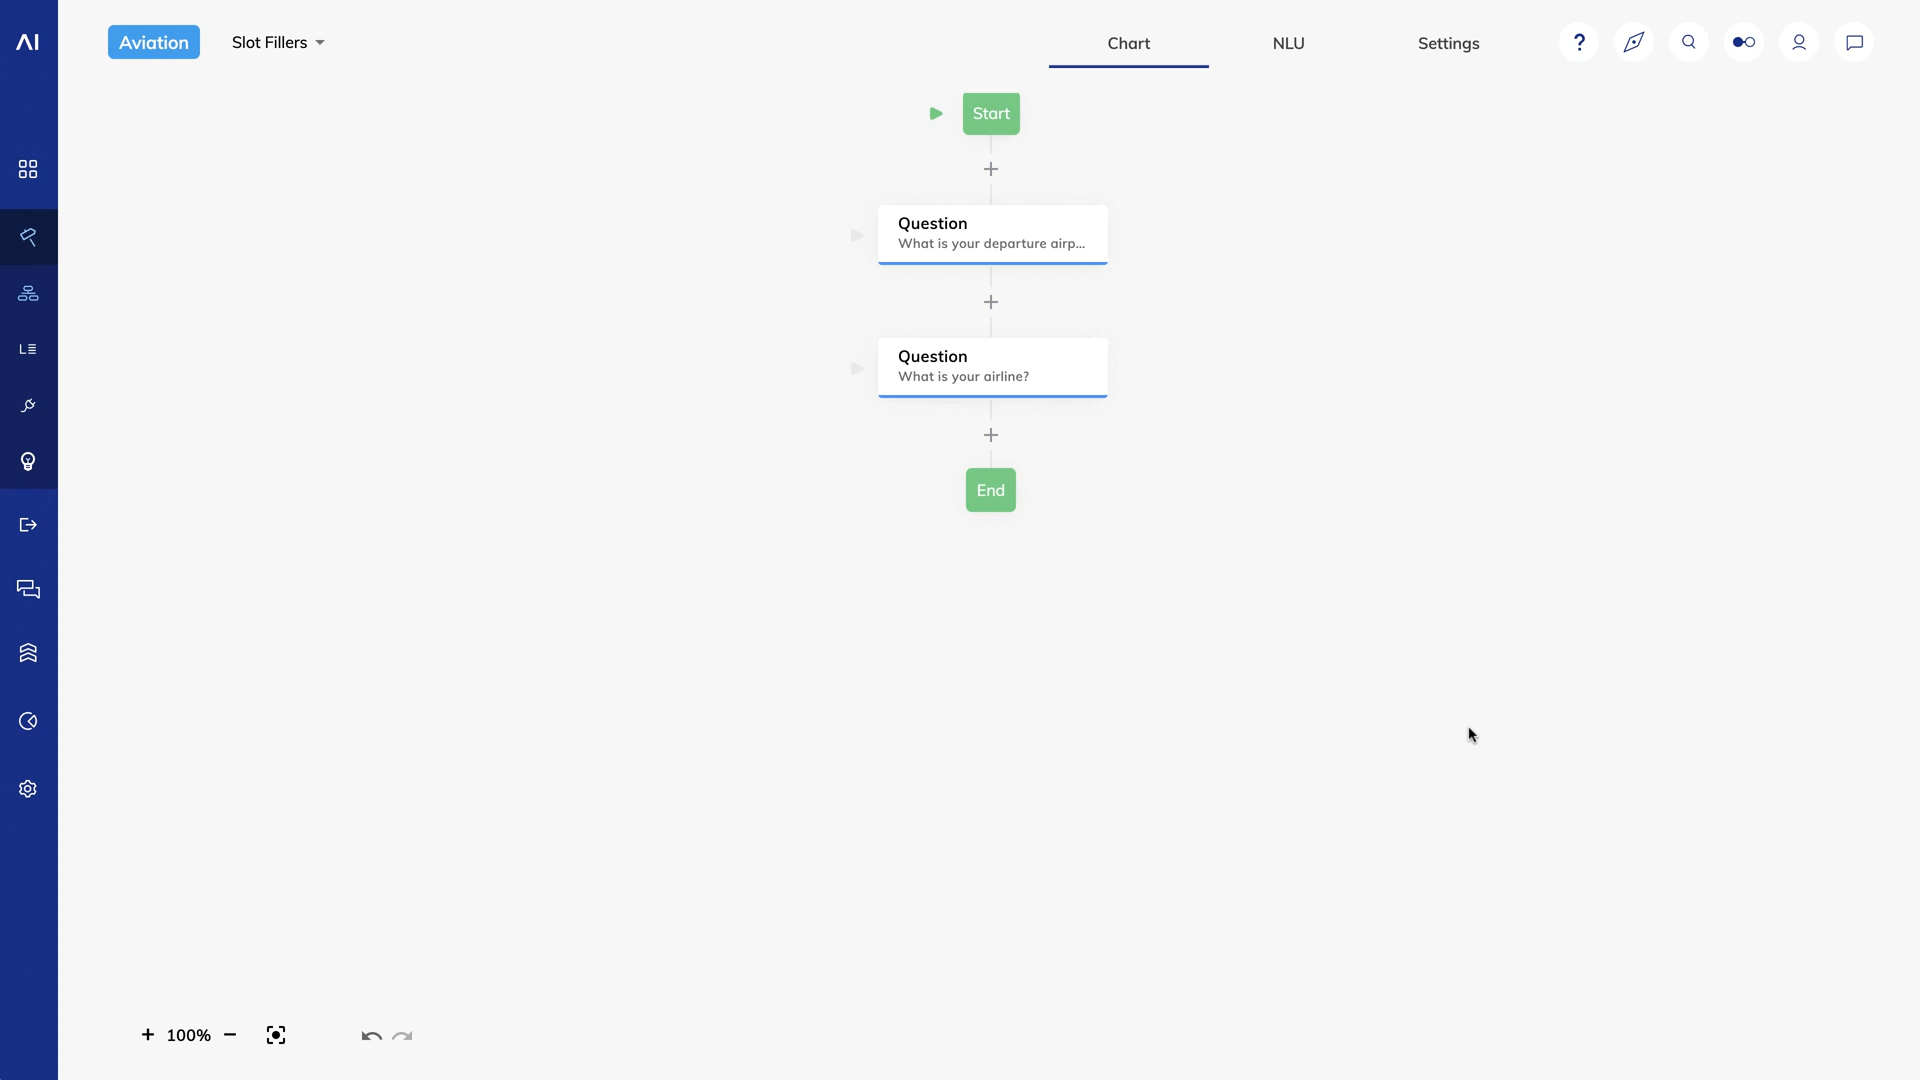 Aviation
Slot Fillers
Chart
NLU
Settings
?
Start
Question
What is your departure airp...
Question
What is your airline?
End
+ 100% −